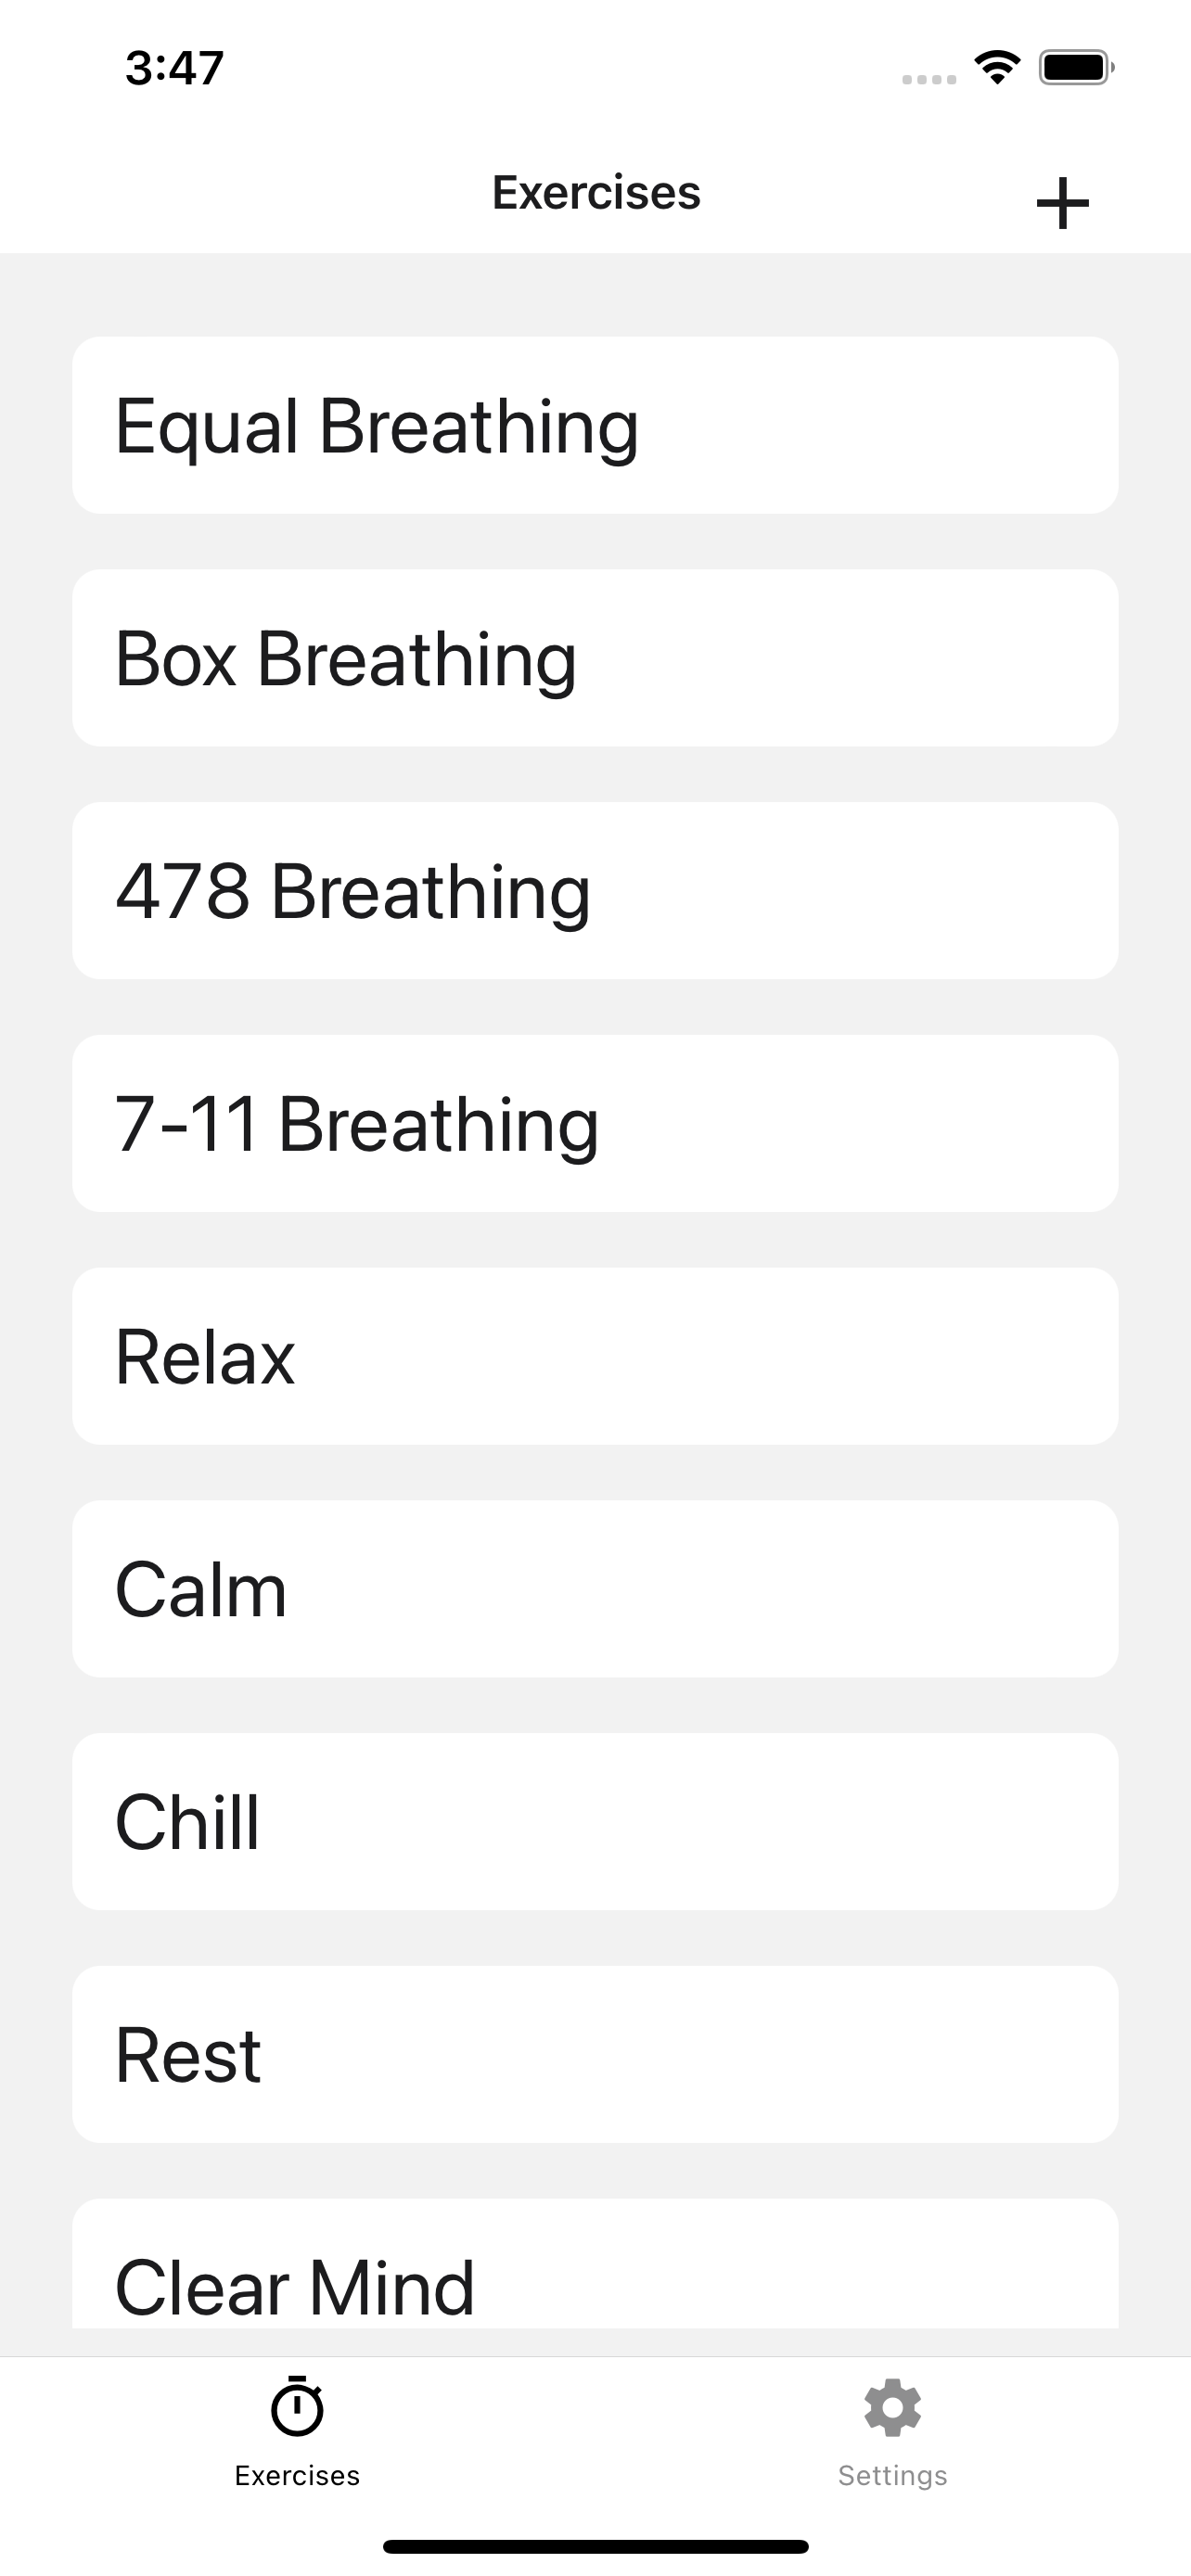 3:47
Exercises
Equal Breathing
Box Breathing
478 Breathing
7-11 Breathing
Relax
Calm
Chill
Rest
Clear Mind
Exercises
Settings